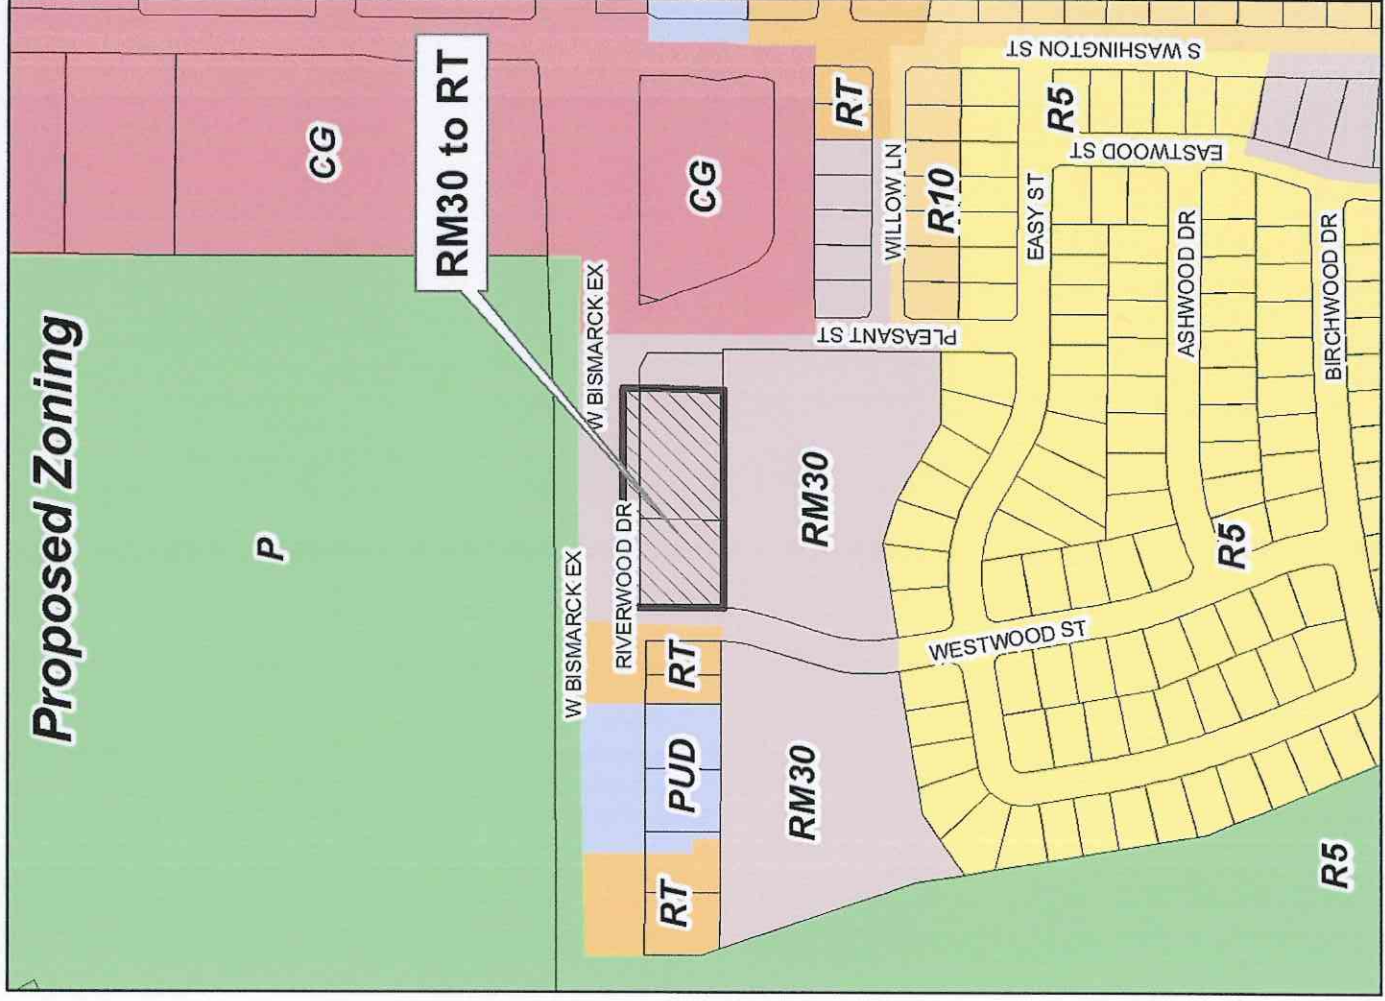 Proposed Zoning
P
CG
RM30 to RT
W BISMARCK EX
W BISMARCK EX
RIVERWOOD DR
RT
PUD
RT
CG
RM30
RM30
RT
PLEASANT ST
WILLOW LN
R10
WESTWOOD ST
EASY ST
R5
S WASHINGTON ST
EASTWOOD ST
ASHWOOD DR
R5
R5
BIRCHWOOD DR